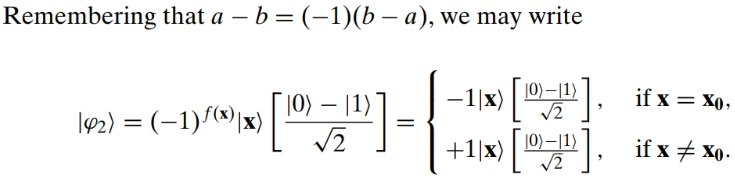 Remembering that a − b = (−1)(b − a), we may write
|φ₂⟩ = (−1)^{f(x)}|x⟩ [ (|0⟩ − |1⟩) / √2 ] = { −1|x⟩ [ (|0⟩−|1⟩) / √2 ], if x = x₀,
+1|x⟩ [ (|0⟩−|1⟩) / √2 ], if x ≠ x₀.